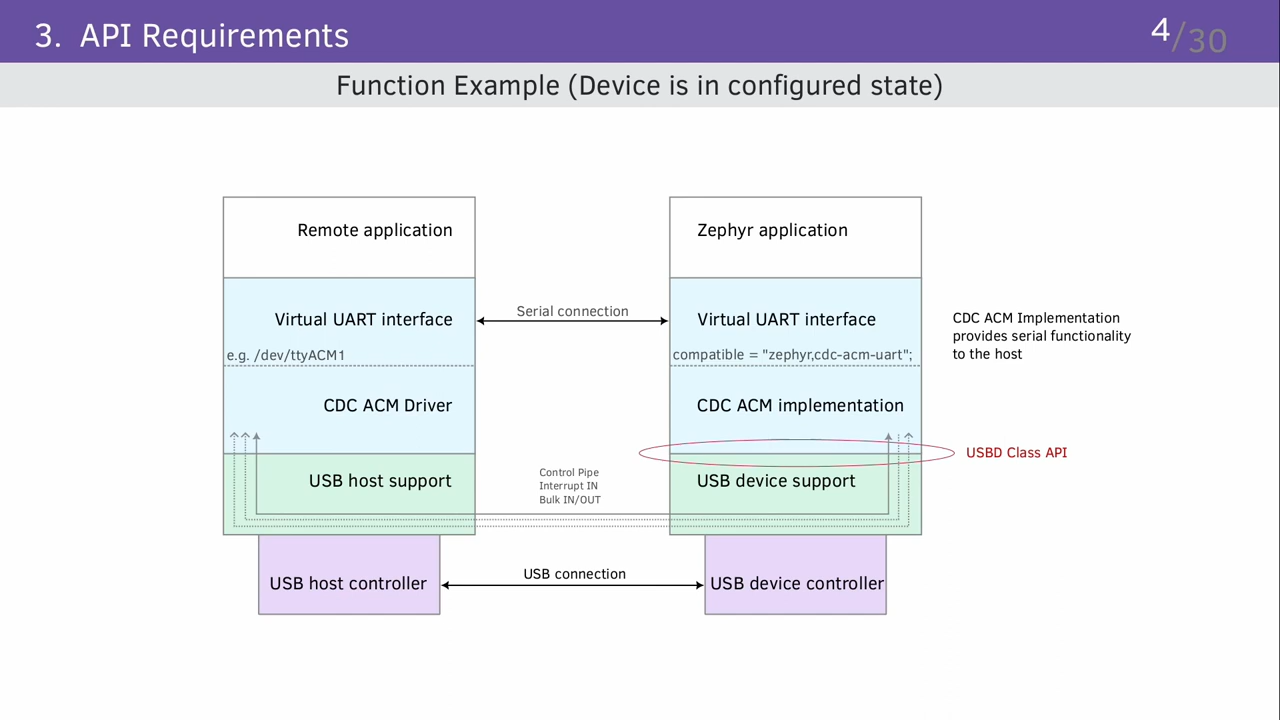 3. API Requirements
4/30
Function Example (Device is in configured state)
Remote application
Zephyr application
Virtual UART interface
Serial connection
Virtual UART interface
CDC ACM Implementation
provides serial functionality
to the host
e.g. /dev/ttyACM1
compatible = "zephyr,cdc-acm-uart";
CDC ACM Driver
CDC ACM implementation
USBD Class API
USB host support
Control Pipe
Interrupt IN
Bulk IN/OUT
USB device support
USB host controller
USB connection
USB device controller